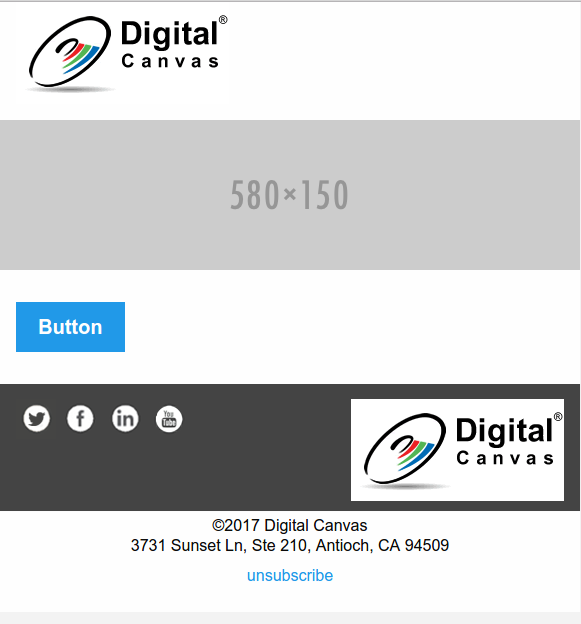 Digital®
Canvas
580×150
Button
in
You
Tube
Digital®
Canvas
©2017 Digital Canvas
3731 Sunset Ln, Ste 210, Antioch, CA 94509
unsubscribe